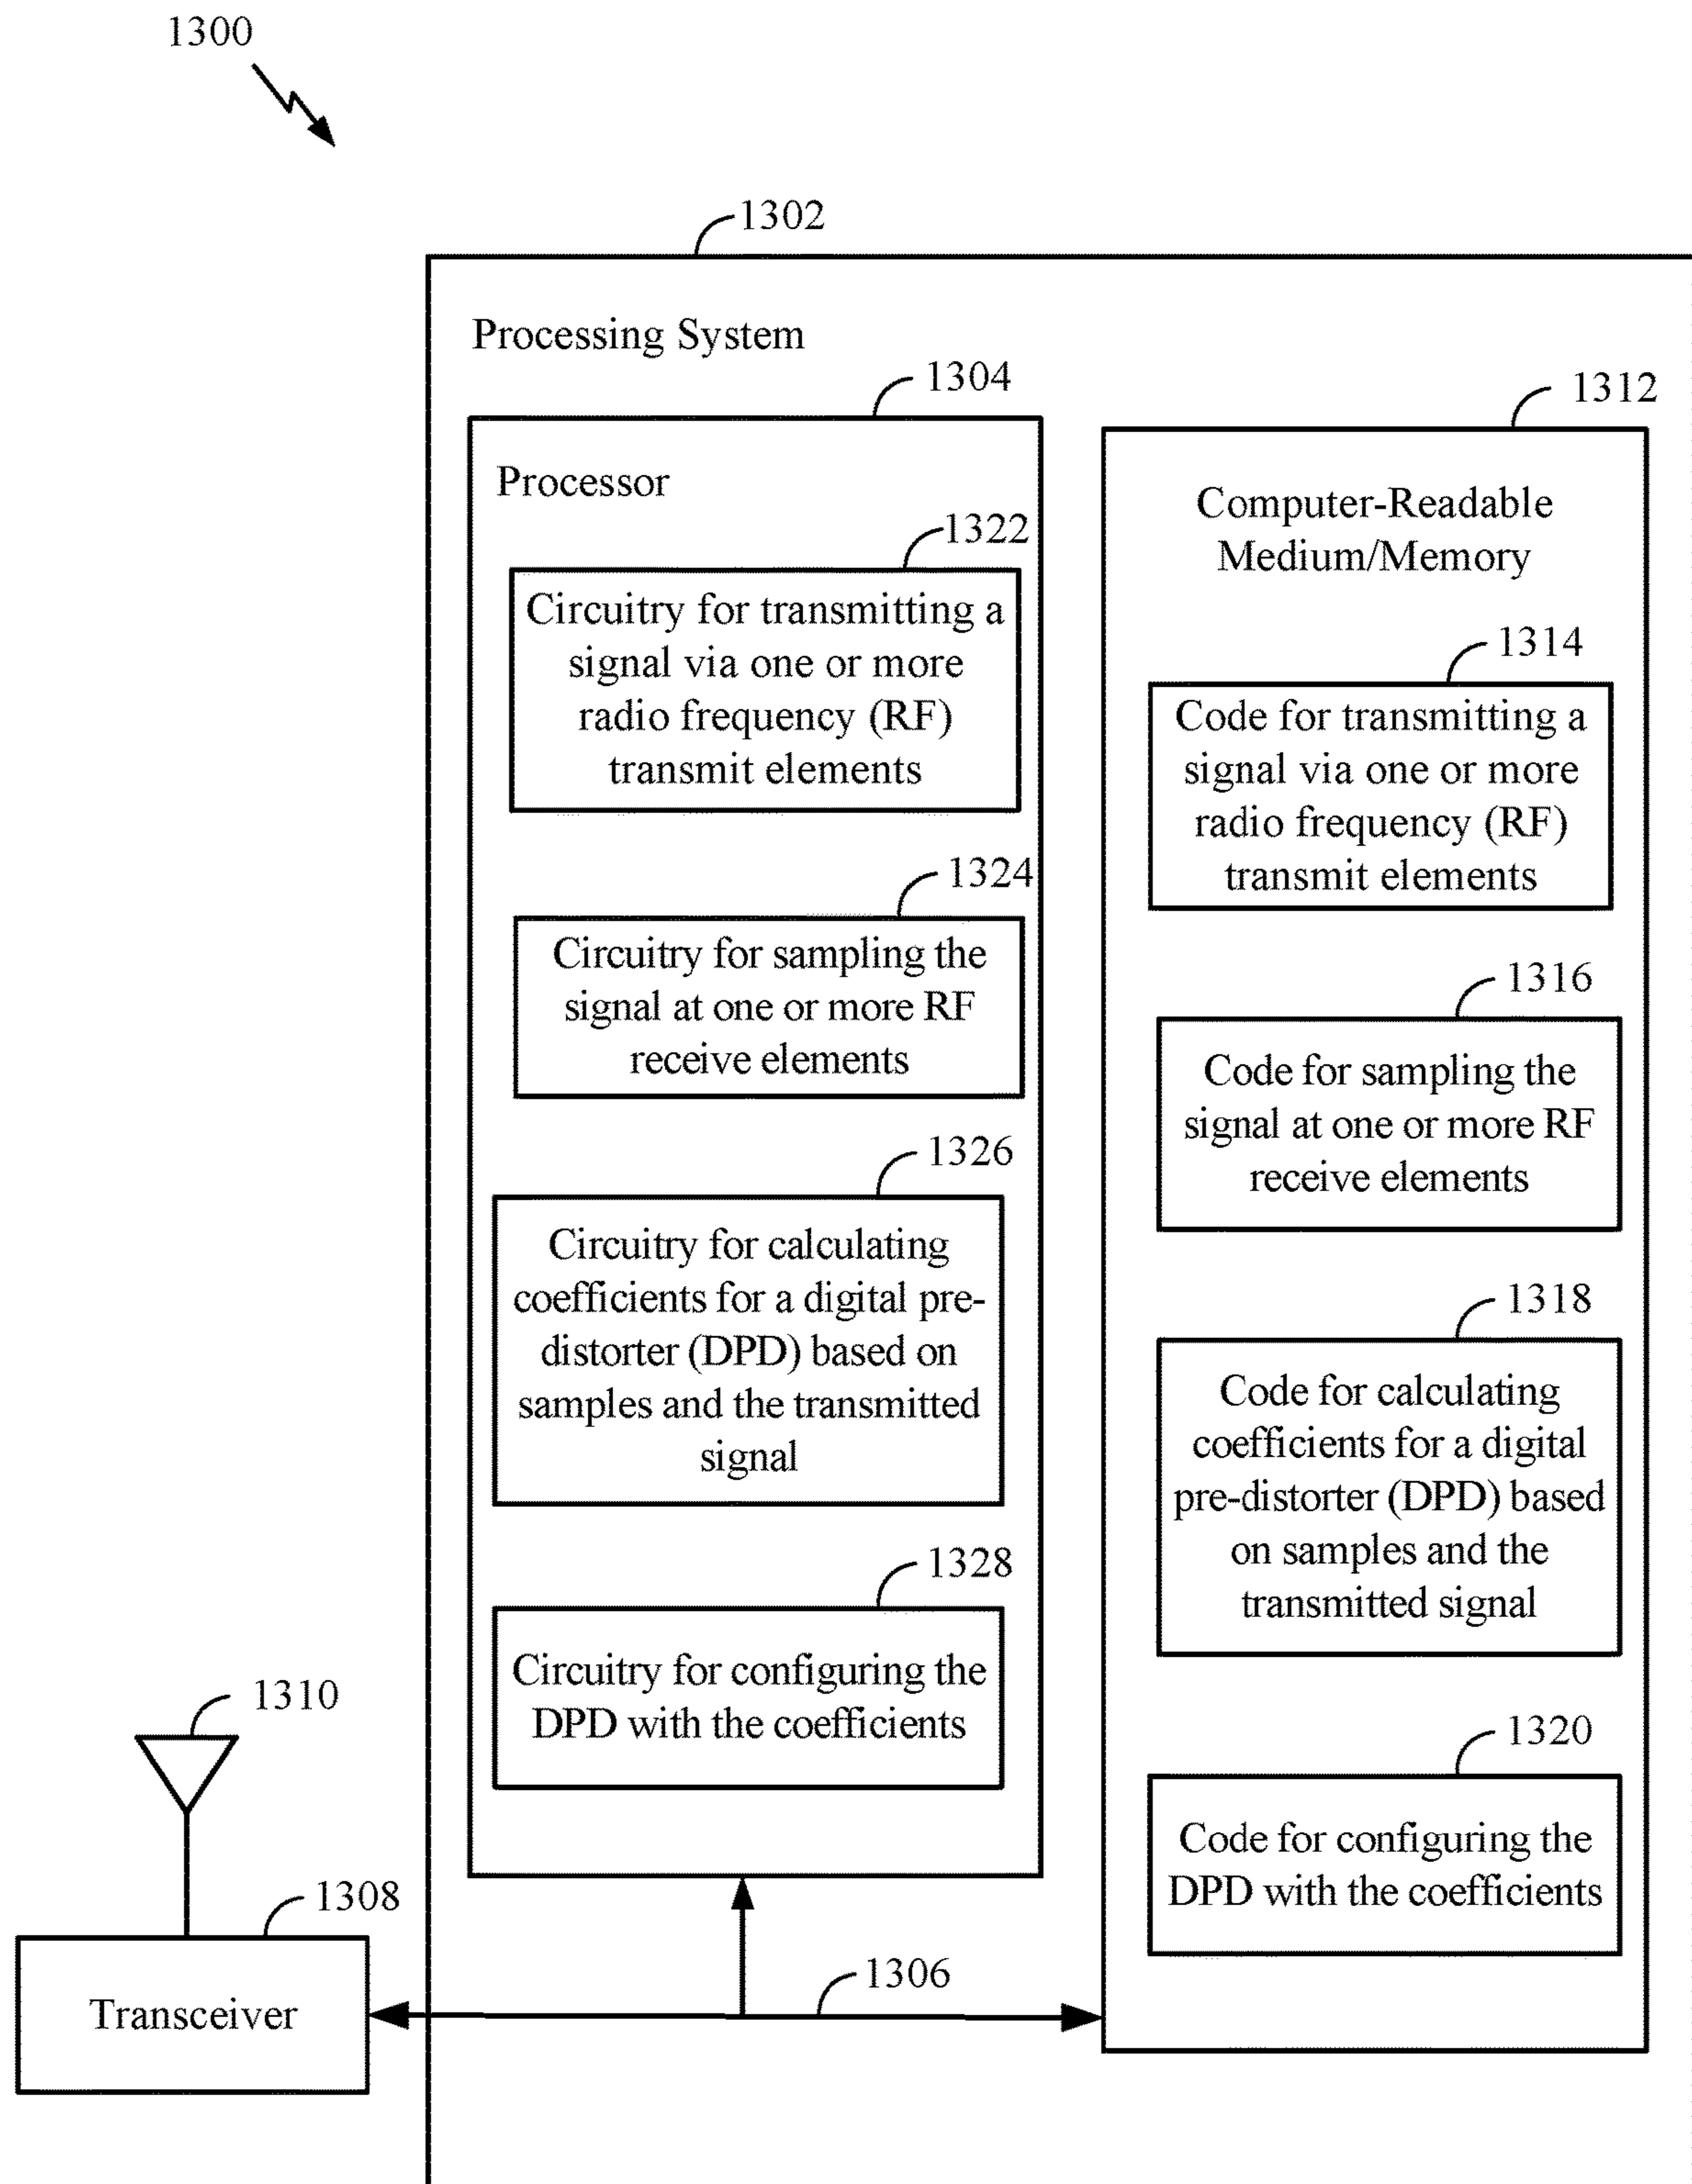 1300
1302
Processing System
1304
Processor
1322
Circuitry for transmitting a
signal via one or more
radio frequency (RF)
transmit elements
1324
Circuitry for sampling the
signal at one or more RF
receive elements
1326
Circuitry for calculating
coefficients for a digital pre-
distorter (DPD) based on
samples and the transmitted
signal
1328
Circuitry for configuring the
DPD with the coefficients
1312
Computer-Readable
Medium/Memory
1314
Code for transmitting a
signal via one or more
radio frequency (RF)
transmit elements
1316
Code for sampling the
signal at one or more RF
receive elements
1318
Code for calculating
coefficients for a digital
pre-distorter (DPD) based
on samples and the
transmitted signal
1320
Code for configuring the
DPD with the coefficients
1310
1308
Transceiver
1306